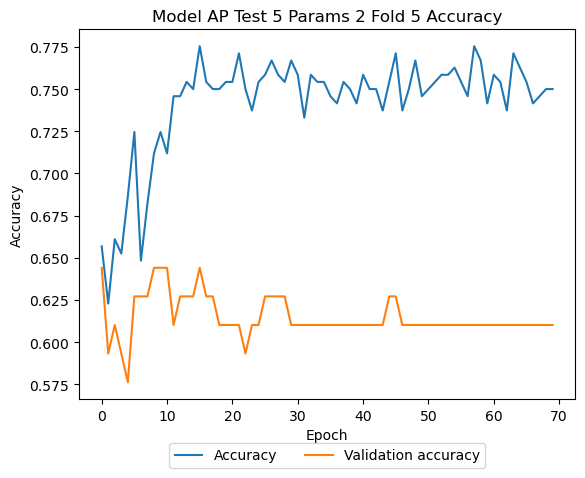 Model AP Test 5 Params 2 Fold 5 Accuracy
0.775
0.750
0.725
0.700
0.675
0.650
0.625
0.600
0.575
Accuracy
0 10 20 30 40 50 60 70
Epoch
Accuracy Validation accuracy